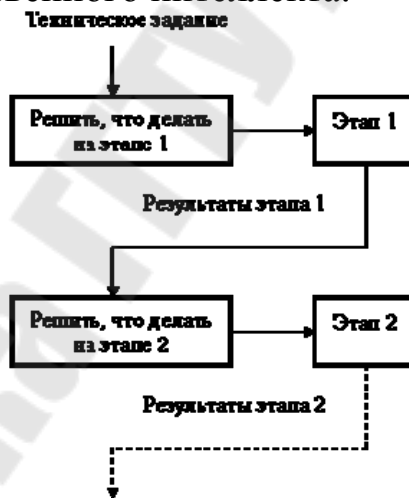 Техническое задание
Решить, что делать
на этапе 1
Этап 1
Результаты этапа 1
Решить, что делать
на этапе 2
Этап 2
Результаты этапа 2